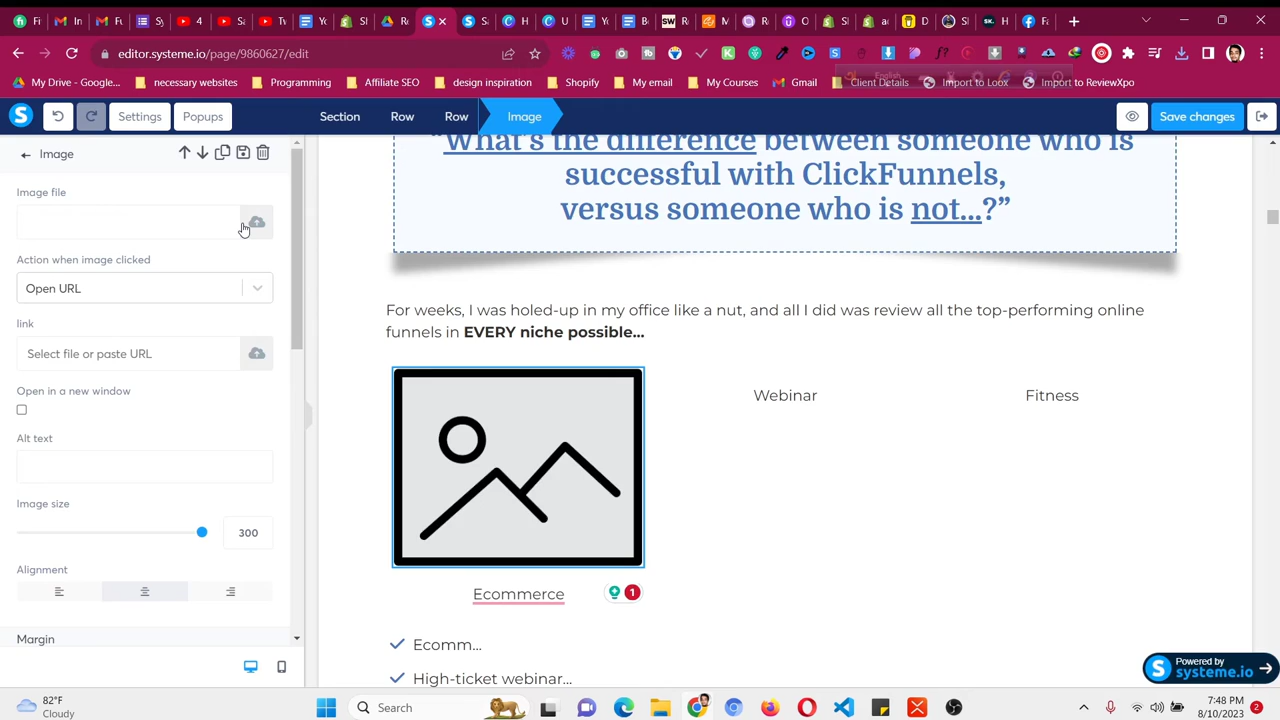 editor.systeme.io/page/9860627/edit
My Drive - Google...
necessary websites
Programming
Affiliate SEO
design inspiration
Shopify
My email
My Courses
Gmail
English
Client Details
Import to Loox
Import to ReviewXpo
Settings
Popups
Section
Row
Row
Image
Save changes
Image
Image file
Action when image clicked
Open URL
link
Select file or paste URL
Open in a new window
Alt text
Image size
300
Alignment
Margin
"What's the difference between someone who is
successful with ClickFunnels,
versus someone who is not...?”
For weeks, I was holed-up in my office like a nut, and all I did was review all the top-performing online
funnels in EVERY niche possible...
Webinar
Fitness
Ecommerce
1
Ecomm...
High-ticket webinar...
Powered by
systeme.io
82°F
Cloudy
Search
7:48 PM
8/10/2023
2